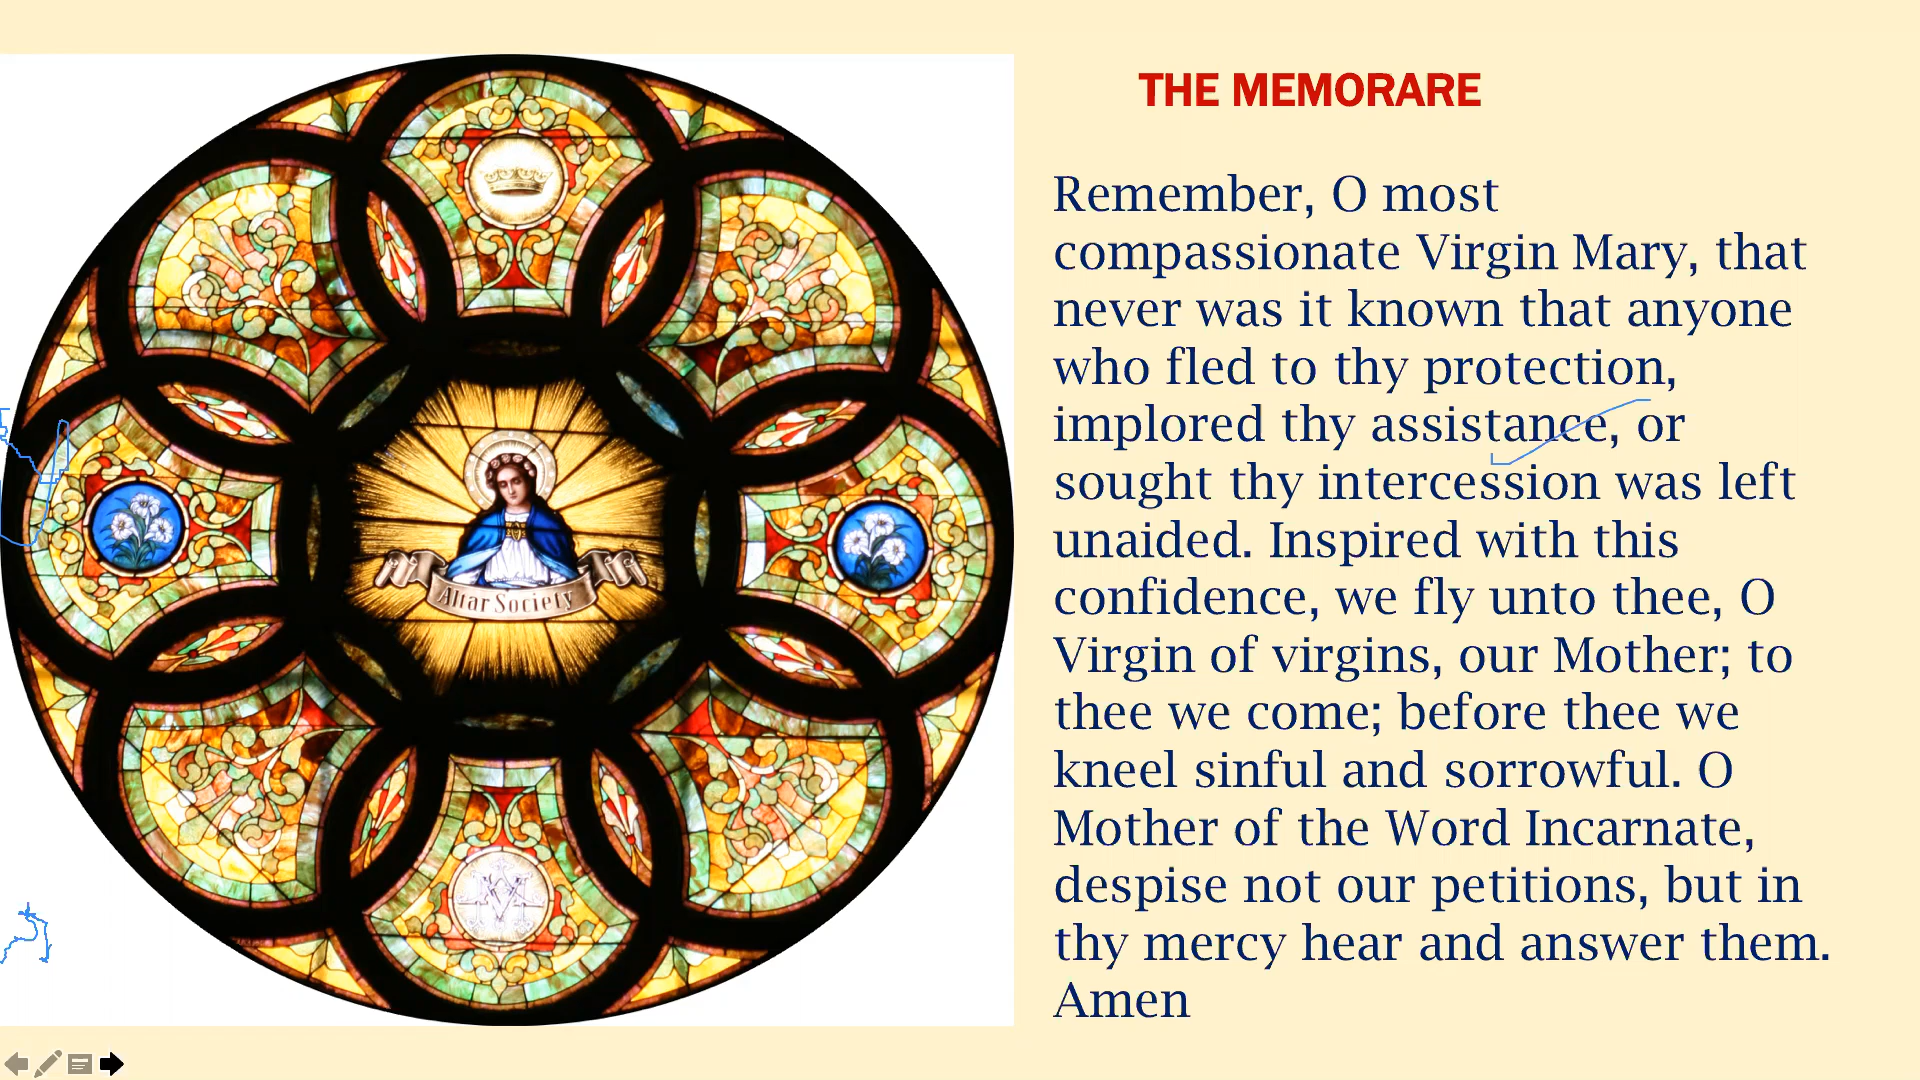 THE MEMORARE
Remember, O most
compassionate Virgin Mary, that
never was it known that anyone
who fled to thy protection,
implored thy assistance, or
sought thy intercession was left
unaided. Inspired with this
confidence, we fly unto thee, O
Virgin of virgins, our Mother; to
thee we come; before thee we
kneel sinful and sorrowful. O
Mother of the Word Incarnate,
despise not our petitions, but in
thy mercy hear and answer them.
Amen
Altar Society